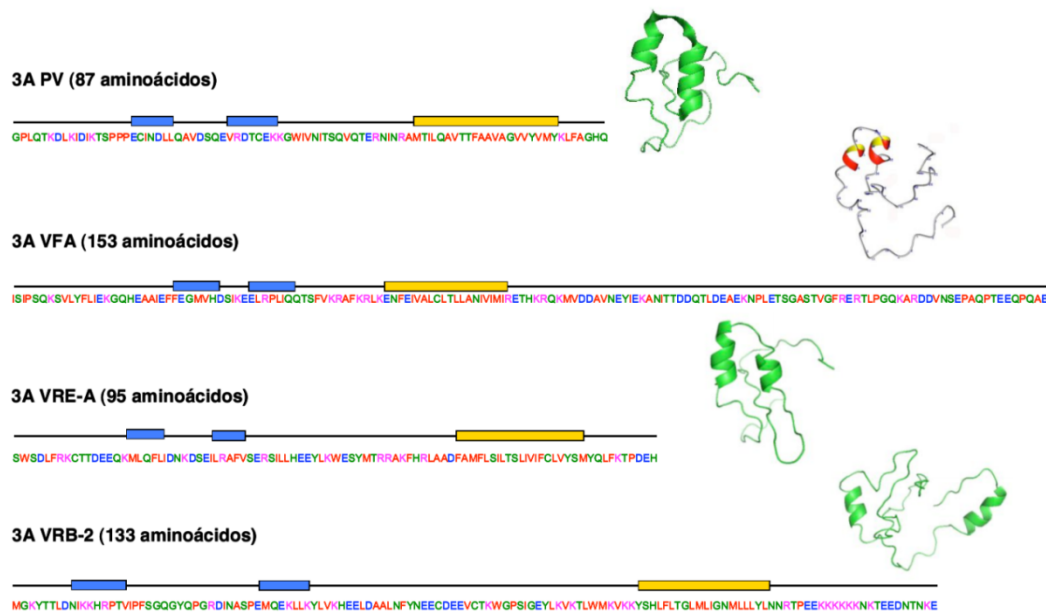 3A PV (87 aminoácidos)
GPLQTKDLKIDIKTSPPPECINDLLQAVDSQEVRDTCEKKGWIVNITSQVQTERNINRAMTILQAVTTFAAVAGVVYVMYKLFAGHQ
3A VFA (153 aminoácidos)
ISIPSQKSVLYFLIEKGQHEAAIEFFEGMVHDSIKEELRPLIQQTSFVKRAFKRLKENFEIVALCLTLLANIVIMIRETHKRQKMVDDAVNEYIEKANITTDDQTLDEAEKNPLETSGASTVGFRERTLPGQKARDDVNSEPAQPTEEQPQAE
3A VRE-A (95 aminoácidos)
SWSDLFRKCTTDEEQKMLQFLIDNKDSEILRAFVSERSILLHEEYLKWESYMTRRAKFHRLAADFAMFLSILTSLIVIFCLVYSMYQLFKTPDEH
3A VRB-2 (133 aminoácidos)
MGKYTTLDNIKKHRPTVIPFSGQGYQPGRDINASPEMQEKLLKYLVKHEELDAALNFYNEECDEEVCTKWGPSIGEYLKVKTLWMKVKKYSHLFLTGLMLIGNMLLLYLNNRTPEEKKKKKKNKTEEDNTNKE